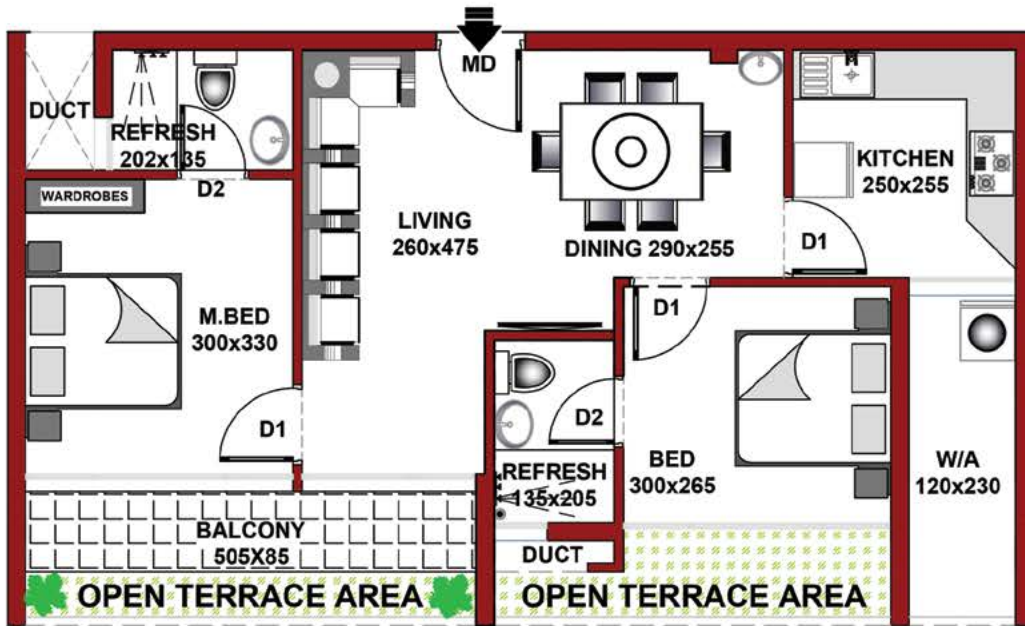 MD
DUCT
REFRESH
202x135
D2
WARDROBES
KITCHEN
250x255
LIVING
260x475
DINING 290x255
D1
D1
M.BED
300x330
D1
D2
BED
300x265
W/A
120x230
REFRESH
135x205
BALCONY
505X85
DUCT
OPEN TERRACE AREA
OPEN TERRACE AREA